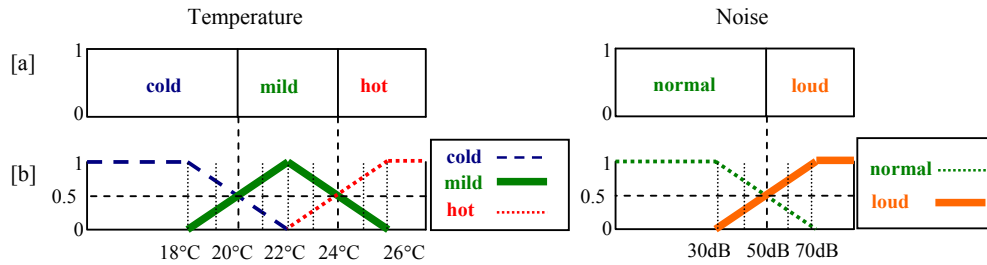 Temperature Noise
[a] 1 cold mild hot 0 1 normal loud 0
[b] 1 0.5 0 cold mild hot 1 0.5 0 normal loud
18°C 20°C 22°C 24°C 26°C 30dB 50dB 70dB